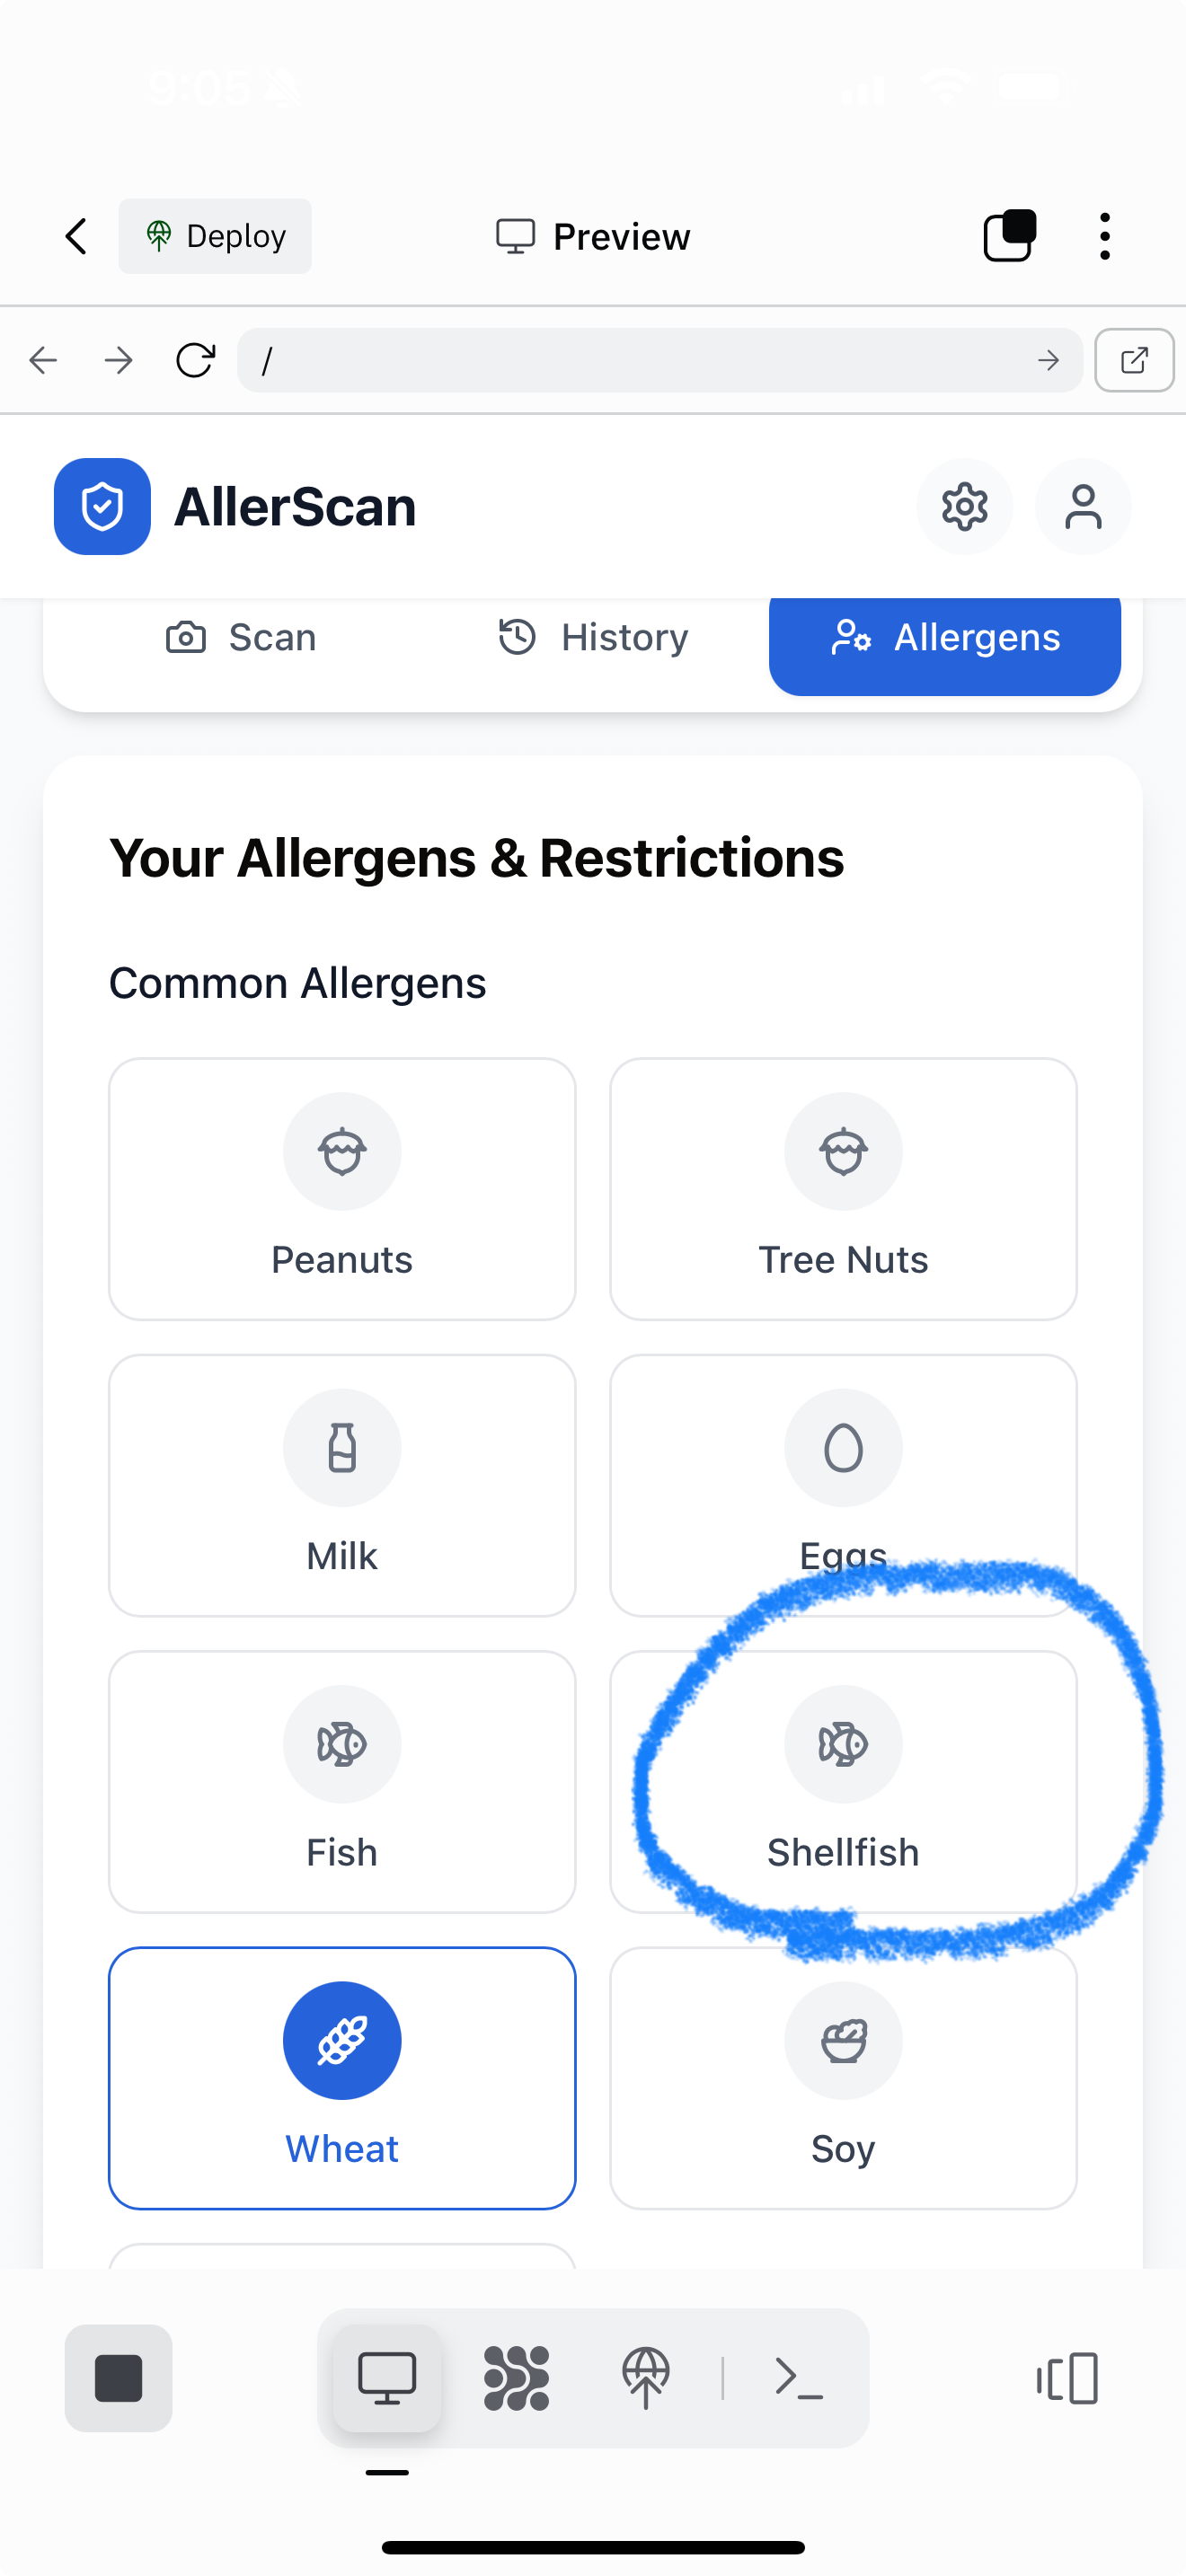 9:05
Deploy
Preview
/
AllerScan
Scan
History
Allergens
Your Allergens & Restrictions
Common Allergens
Peanuts
Tree Nuts
Milk
Eggs
Fish
Shellfish
Wheat
Soy